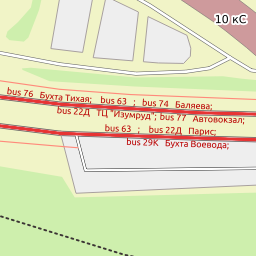 10 кС
bus 76 Бухта Тихая; bus 63 ; bus 74 Баляева;
bus 22Д ТЦ "Изумруд"; bus 77 Автовокзал;
bus 63 ; bus 22Д Парис;
bus 29К Бухта Воевода;